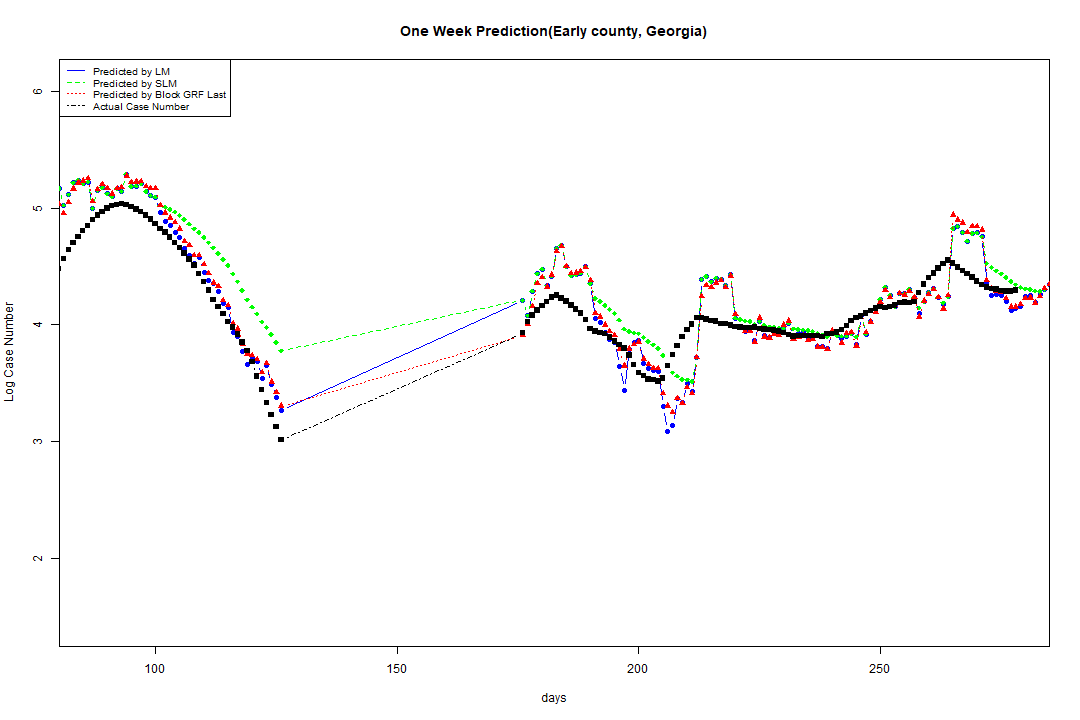 One Week Prediction(Early county, Georgia)
Predicted by LM
Predicted by SLM
Predicted by Block GRF Last
Actual Case Number
Log Case Number
6
5
4
3
2
100 150 200 250
days